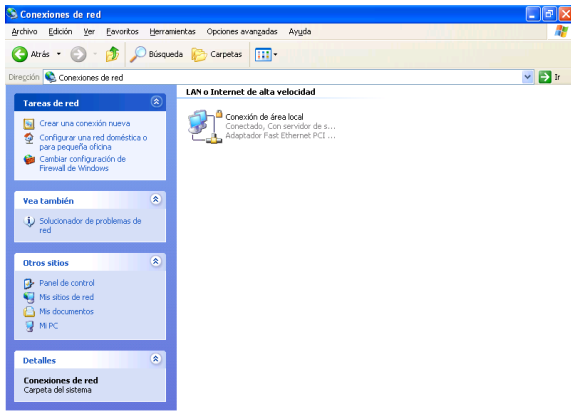 Conexiones de red
Archivo Edición Ver Favoritos Herramientas Opciones avanzadas Ayuda
Atrás Búsqueda Carpetas
Dirección Conexiones de red Ir
LAN o Internet de alta velocidad
Tareas de red
Crear una conexión nueva
Configurar una red doméstica o
para pequeña oficina
Cambiar configuración de
Firewall de Windows
Conexión de área local
Conectado, Con servidor de s...
Adaptador Fast Ethernet PCI ...
Vea también
Solucionador de problemas de
red
Otros sitios
Panel de control
Mis sitios de red
Mis documentos
Mi PC
Detalles
Conexiones de red
Carpeta del sistema